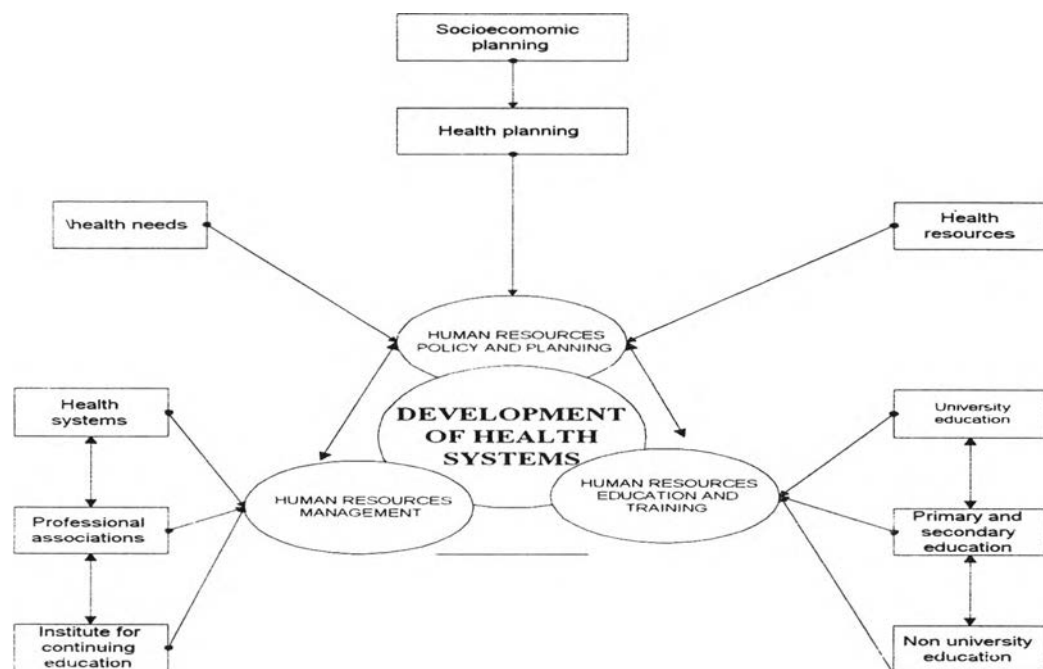 Socioecomomic
planning
Health planning
\health needs
Health
resources
HUMAN RESOURCES
POLICY AND PLANNING
Health
systems
DEVELOPMENT
OF HEALTH
SYSTEMS
University
education
HUMAN RESOURCES
MANAGEMENT
HUMAN RESOURCES
EDUCATION AND
TRAINING
Professional
associations
Primary and
secondary
education
Institute for
continuing
education
Non university
education